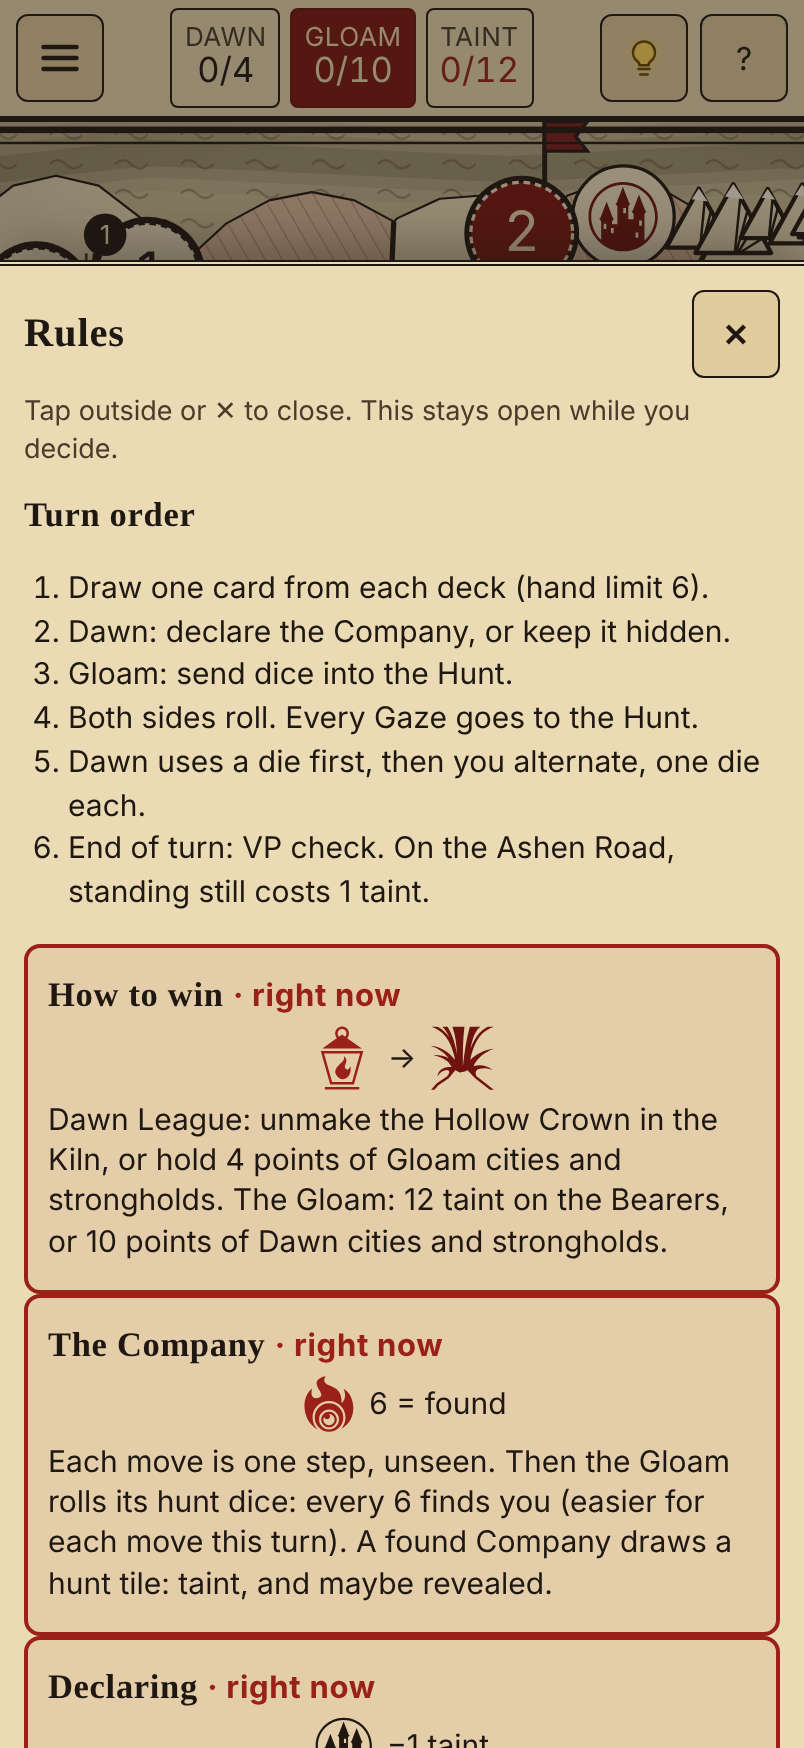 DAWN
0/4
GLOAM
0/10
TAINT
0/12
?
1
2
Rules
×
Tap outside or ✕ to close. This stays open while you
decide.
Turn order
1. Draw one card from each deck (hand limit 6).
2. Dawn: declare the Company, or keep it hidden.
3. Gloam: send dice into the Hunt.
4. Both sides roll. Every Gaze goes to the Hunt.
5. Dawn uses a die first, then you alternate, one die
each.
6. End of turn: VP check. On the Ashen Road,
standing still costs 1 taint.
How to win · right now
→
Dawn League: unmake the Hollow Crown in the
Kiln, or hold 4 points of Gloam cities and
strongholds. The Gloam: 12 taint on the Bearers,
or 10 points of Dawn cities and strongholds.
The Company · right now
6 = found
Each move is one step, unseen. Then the Gloam
rolls its hunt dice: every 6 finds you (easier for
each move this turn). A found Company draws a
hunt tile: taint, and maybe revealed.
Declaring · right now
−1 taint